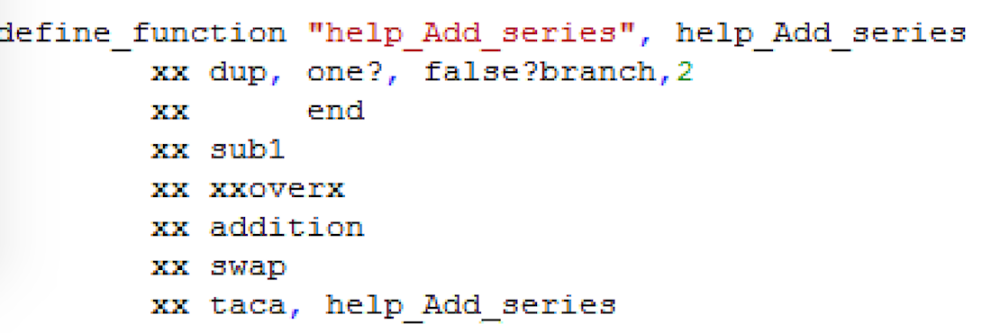 define_function "help_Add_series", help_Add_series
xx dup, one?, false?branch,2
xx end
xx sub1
xx xxoverx
xx addition
xx swap
xx taca, help_Add_series